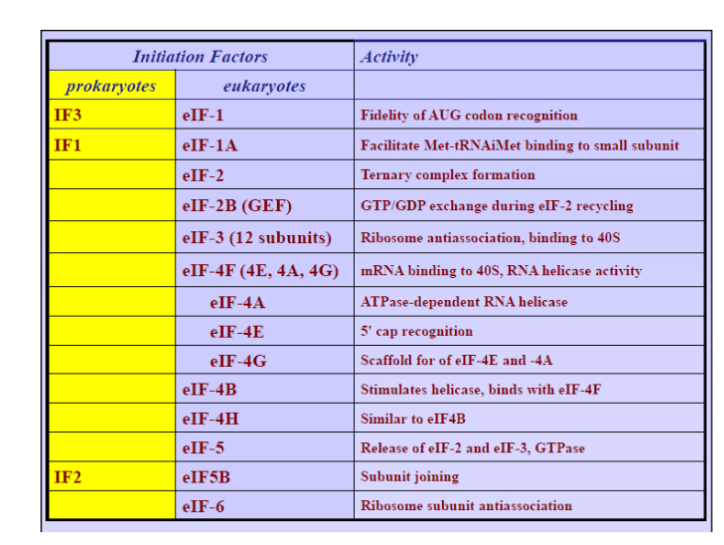 Initiation Factors Activity
prokaryotes eukaryotes
IF3 eIF-1 Fidelity of AUG codon recognition
IF1 eIF-1A Facilitate Met-tRNAiMet binding to small subunit
eIF-2 Ternary complex formation
eIF-2B (GEF) GTP/GDP exchange during eIF-2 recycling
eIF-3 (12 subunits) Ribosome antiassociation, binding to 40S
eIF-4F (4E, 4A, 4G) mRNA binding to 40S, RNA helicase activity
eIF-4A ATPase-dependent RNA helicase
eIF-4E 5' cap recognition
eIF-4G Scaffold for of eIF-4E and -4A
eIF-4B Stimulates helicase, binds with eIF-4F
eIF-4H Similar to eIF4B
eIF-5 Release of eIF-2 and eIF-3, GTPase
IF2 eIF5B Subunit joining
eIF-6 Ribosome subunit antiassociation